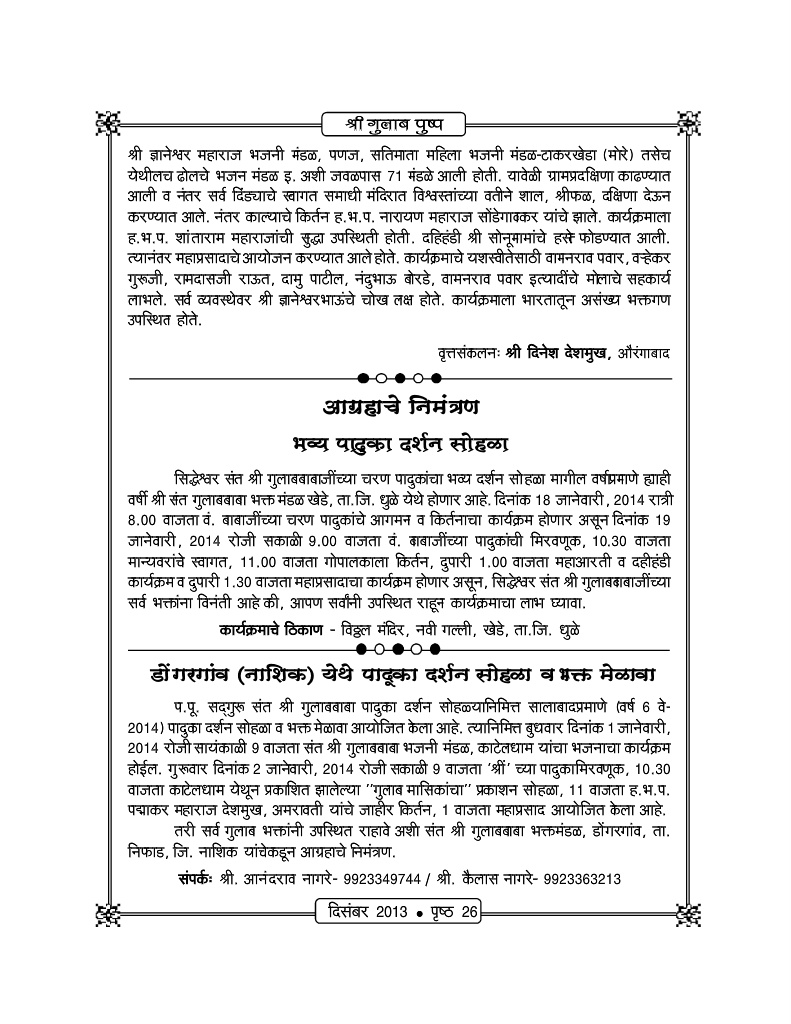 श्री गुलाब पुष्प
श्री ज्ञानेश्वर महाराज भजनी मंडळ, पणज, सतिमाता महिला भजनी मंडळ-टाकरखेडा (मोरे) तसेच
येथीलच ढोलचे भजन मंडळ इ. अशी जवळपास 71 मंडळे आली होती. यावेळी ग्रामप्रदक्षिणा काढण्यात
आली व नंतर सर्व दिंड्याचे स्वागत समाधी मंदिरात विश्वस्तांच्या वतीने शाल, श्रीफळ, दक्षिणा देऊन
करण्यात आले. नंतर काल्याचे किर्तन ह.भ.प. नारायण महाराज सोंडेगावकर यांचे झाले. कार्यक्रमाला
ह.भ.प. शांताराम महाराजांची सुद्धा उपस्थिती होती. दहिहंडी श्री सोनूमामांचे हस्ते फोडण्यात आली.
त्यानंतर महाप्रसादाचे आयोजन करण्यात आले होते. कार्यक्रमाचे यशस्वीतेसाठी वामनराव पवार, वऱ्हेकर
गुरूजी, रामदासजी राऊत, दामु पाटील, नंदुभाऊ बोरडे, वामनराव पवार इत्यादींचे मोलाचे सहकार्य
लाभले. सर्व व्यवस्थेवर श्री ज्ञानेश्वरभाऊंचे चोख लक्ष होते. कार्यक्रमाला भारतातून असंख्य भक्तगण
उपस्थित होते.
वृत्तसंकलनः श्री दिनेश देशमुख, औरंगाबाद
आग्रहाचे निमंत्रण
भव्य पादुका दर्शन सोहळा
सिद्धेश्वर संत श्री गुलाबबाबाजींच्या चरण पादुकांचा भव्य दर्शन सोहळा मागील वर्षाप्रमाणे ह्याही
वर्षी श्री संत गुलाबबाबा भक्त मंडळ खेडे, ता.जि. धुळे येथे होणार आहे. दिनांक 18 जानेवारी, 2014 रात्री
8.00 वाजता वं. बाबाजींच्या चरण पादुकांचे आगमन व किर्तनाचा कार्यक्रम होणार असून दिनांक 19
जानेवारी, 2014 रोजी सकाळी 9.00 वाजता वं. बाबाजींच्या पादुकांची मिरवणूक, 10.30 वाजता
मान्यवरांचे स्वागत, 11.00 वाजता गोपालकाला किर्तन, दुपारी 1.00 वाजता महाआरती व दहीहंडी
कार्यक्रम व दुपारी 1.30 वाजता महाप्रसादाचा कार्यक्रम होणार असून, सिद्धेश्वर संत श्री गुलाबबाबाजींच्या
सर्व भक्तांना विनंती आहे की, आपण सर्वांनी उपस्थित राहून कार्यक्रमाचा लाभ घ्यावा.
कार्यक्रमाचे ठिकाण - विठ्ठल मंदिर, नवी गल्ली, खेडे, ता.जि. धुळे
डोंगरगांव (नाशिक) येथे पादूका दर्शन सोहळा व भक्त मेळावा
प.पू. सद्गुरू संत श्री गुलाबबाबा पादुका दर्शन सोहळ्यानिमित्त सालाबादप्रमाणे (वर्ष 6 वे-
2014) पादुका दर्शन सोहळा व भक्त मेळावा आयोजित केला आहे. त्यानिमित्त बुधवार दिनांक 1 जानेवारी,
2014 रोजी सायंकाळी 9 वाजता संत श्री गुलाबबाबा भजनी मंडळ, काटेलधाम यांचा भजनाचा कार्यक्रम
होईल. गुरूवार दिनांक 2 जानेवारी, 2014 रोजी सकाळी 9 वाजता 'श्रीं' च्या पादुकामिरवणूक, 10.30
वाजता काटेलधाम येथून प्रकाशित झालेल्या ''गुलाब मासिकांचा'' प्रकाशन सोहळा, 11 वाजता ह.भ.प.
पद्माकर महाराज देशमुख, अमरावती यांचे जाहीर किर्तन, 1 वाजता महाप्रसाद आयोजित केला आहे.
तरी सर्व गुलाब भक्तांनी उपस्थित राहावे अशी संत श्री गुलाबबाबा भक्तमंडळ, डोंगरगांव, ता.
निफाड, जि. नाशिक यांचेकडून आग्रहाचे निमंत्रण.
संपर्कः श्री. आनंदराव नागरे- 9923349744 / श्री. कैलास नागरे- 9923363213
दिसंबर 2013 • पृष्ठ 26